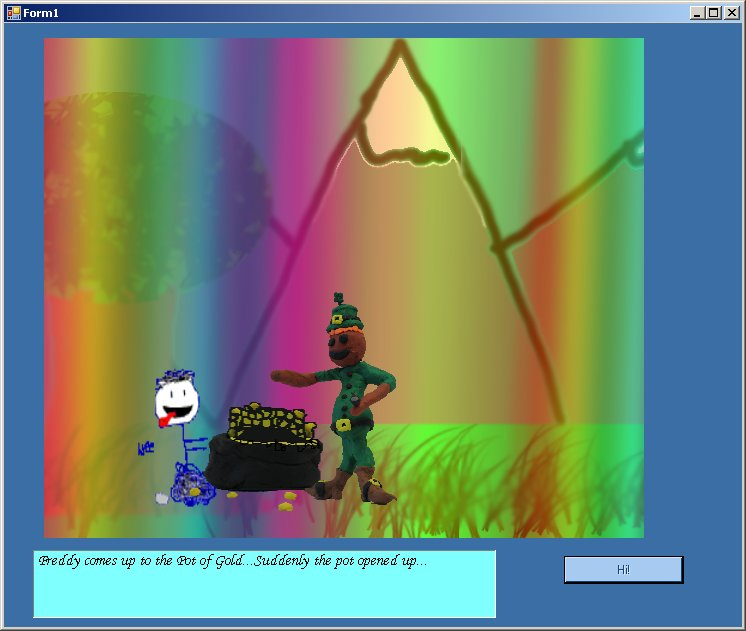 Form1
Freddy comes up to the Pot of Gold...Suddenly the pot opened up...
Hi!